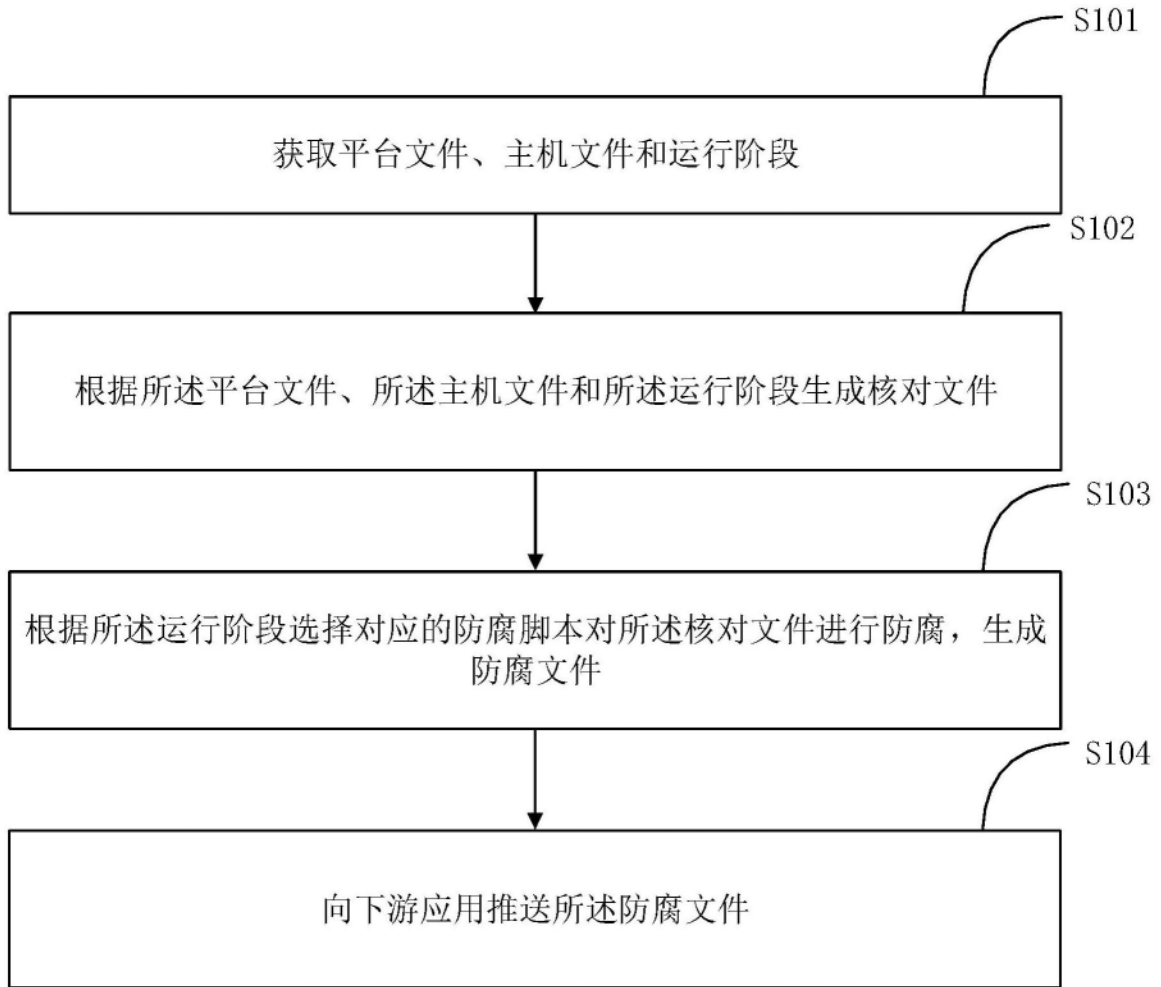 S101
获取平台文件、主机文件和运行阶段
S102
根据所述平台文件、所述主机文件和所述运行阶段生成核对文件
S103
根据所述运行阶段选择对应的防腐脚本对所述核对文件进行防腐，生成
防腐文件
S104
向下游应用推送所述防腐文件